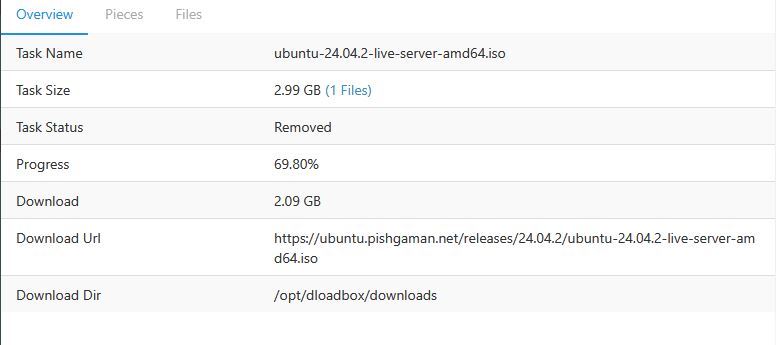 Overview Pieces Files
Task Name ubuntu-24.04.2-live-server-amd64.iso
Task Size 2.99 GB (1 Files)
Task Status Removed
Progress 69.80%
Download 2.09 GB
Download Url https://ubuntu.pishgaman.net/releases/24.04.2/ubuntu-24.04.2-live-server-am
d64.iso
Download Dir /opt/dloadbox/downloads